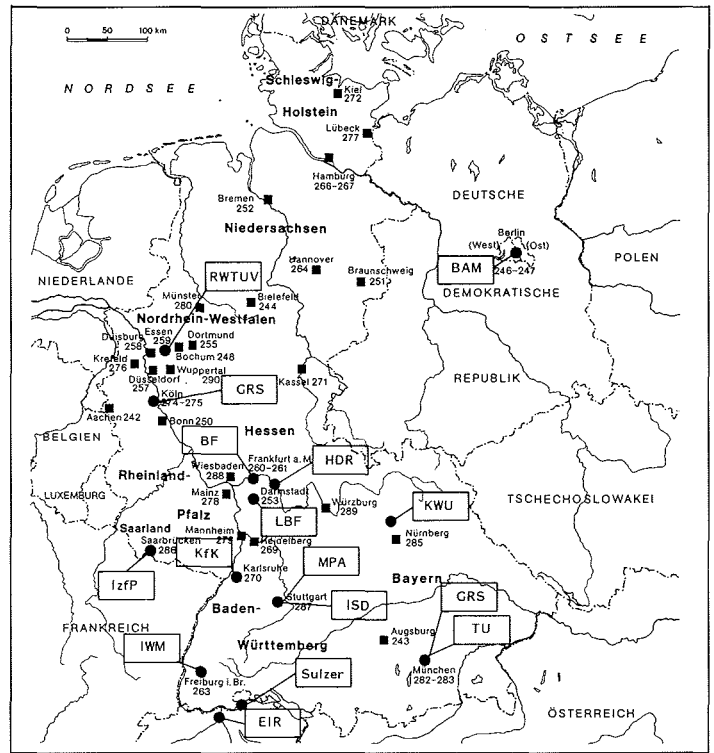 DÄNEMARK
0 50 100 km
OSTSEE
NORDSEE
Schleswig-
Kiel
272
Holstein
Lübeck
277
Hamburg
266-267
DEUTSCHE
Bremen
252
Niedersachsen
Berlin
(West) (Ost)
246-247
BAM
POLEN
Hannover
264
Braunschweig
251
NIEDERLANDE
RWTUV
DEMOKRATISCHE
Münster
280
Bielefeld
244
Nordrhein-Westfalen
Duisburg
258
Essen
259
Dortmund
255
Bochum 248
Krefeld
276
Wuppertal
290
Düsseldorf
257
Kassel 271
REPUBLIK
Köln
274-275
GRS
Aachen 242
Bonn 250
BELGIEN
Hessen
BF
Frankfurt a.M.
260-261
HDR
Rheinland-
Wiesbaden
288
LUXEMBURG
Mainz
278
Darmstadt
253
Würzburg
289
KWU
TSCHECHOSLOWAKEI
Pfalz
LBF
Nürnberg
285
Saarland
Saarbrücken
286
Mannheim
279
Heidelberg
269
KfK
IzfP
Karlsruhe
270
MPA
Bayern
Baden-
Stuttgart
287
ISD
GRS
FRANKREICH
Württemberg
Augsburg
243
TU
IWM
Freiburg i. Br.
263
München
282-283
Sulzer
EIR
ÖSTERREICH